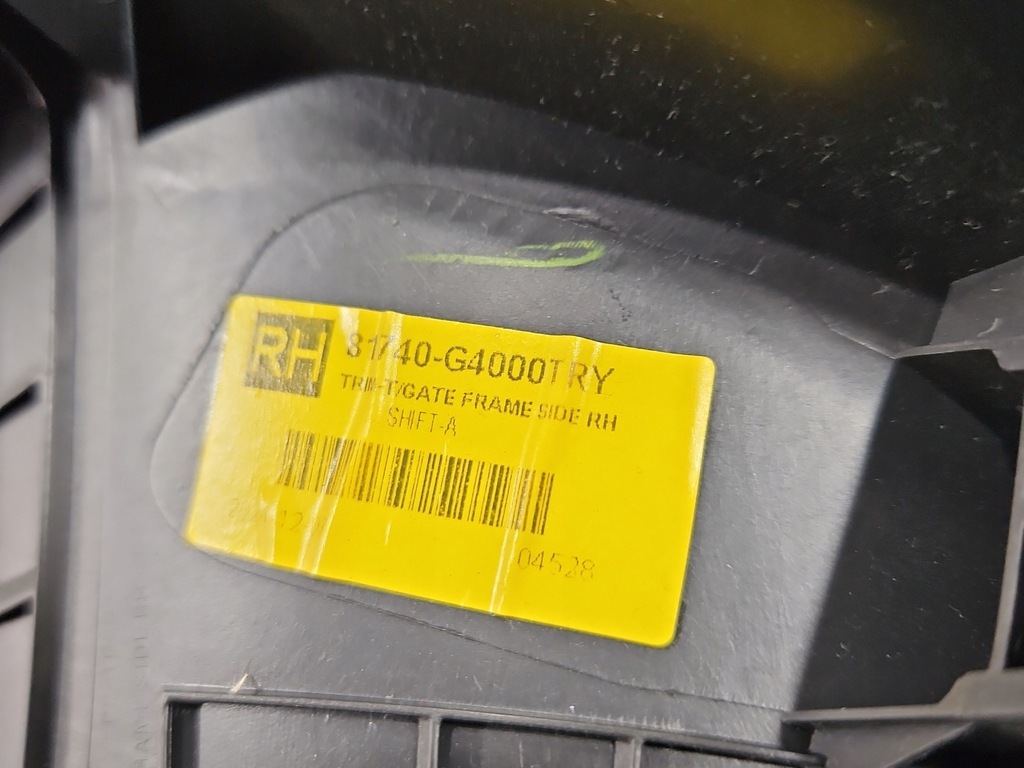 RH 81740-G4000TRY
TRIM-T/GATE FRAME SIDE RH
SHIFT-A
04528